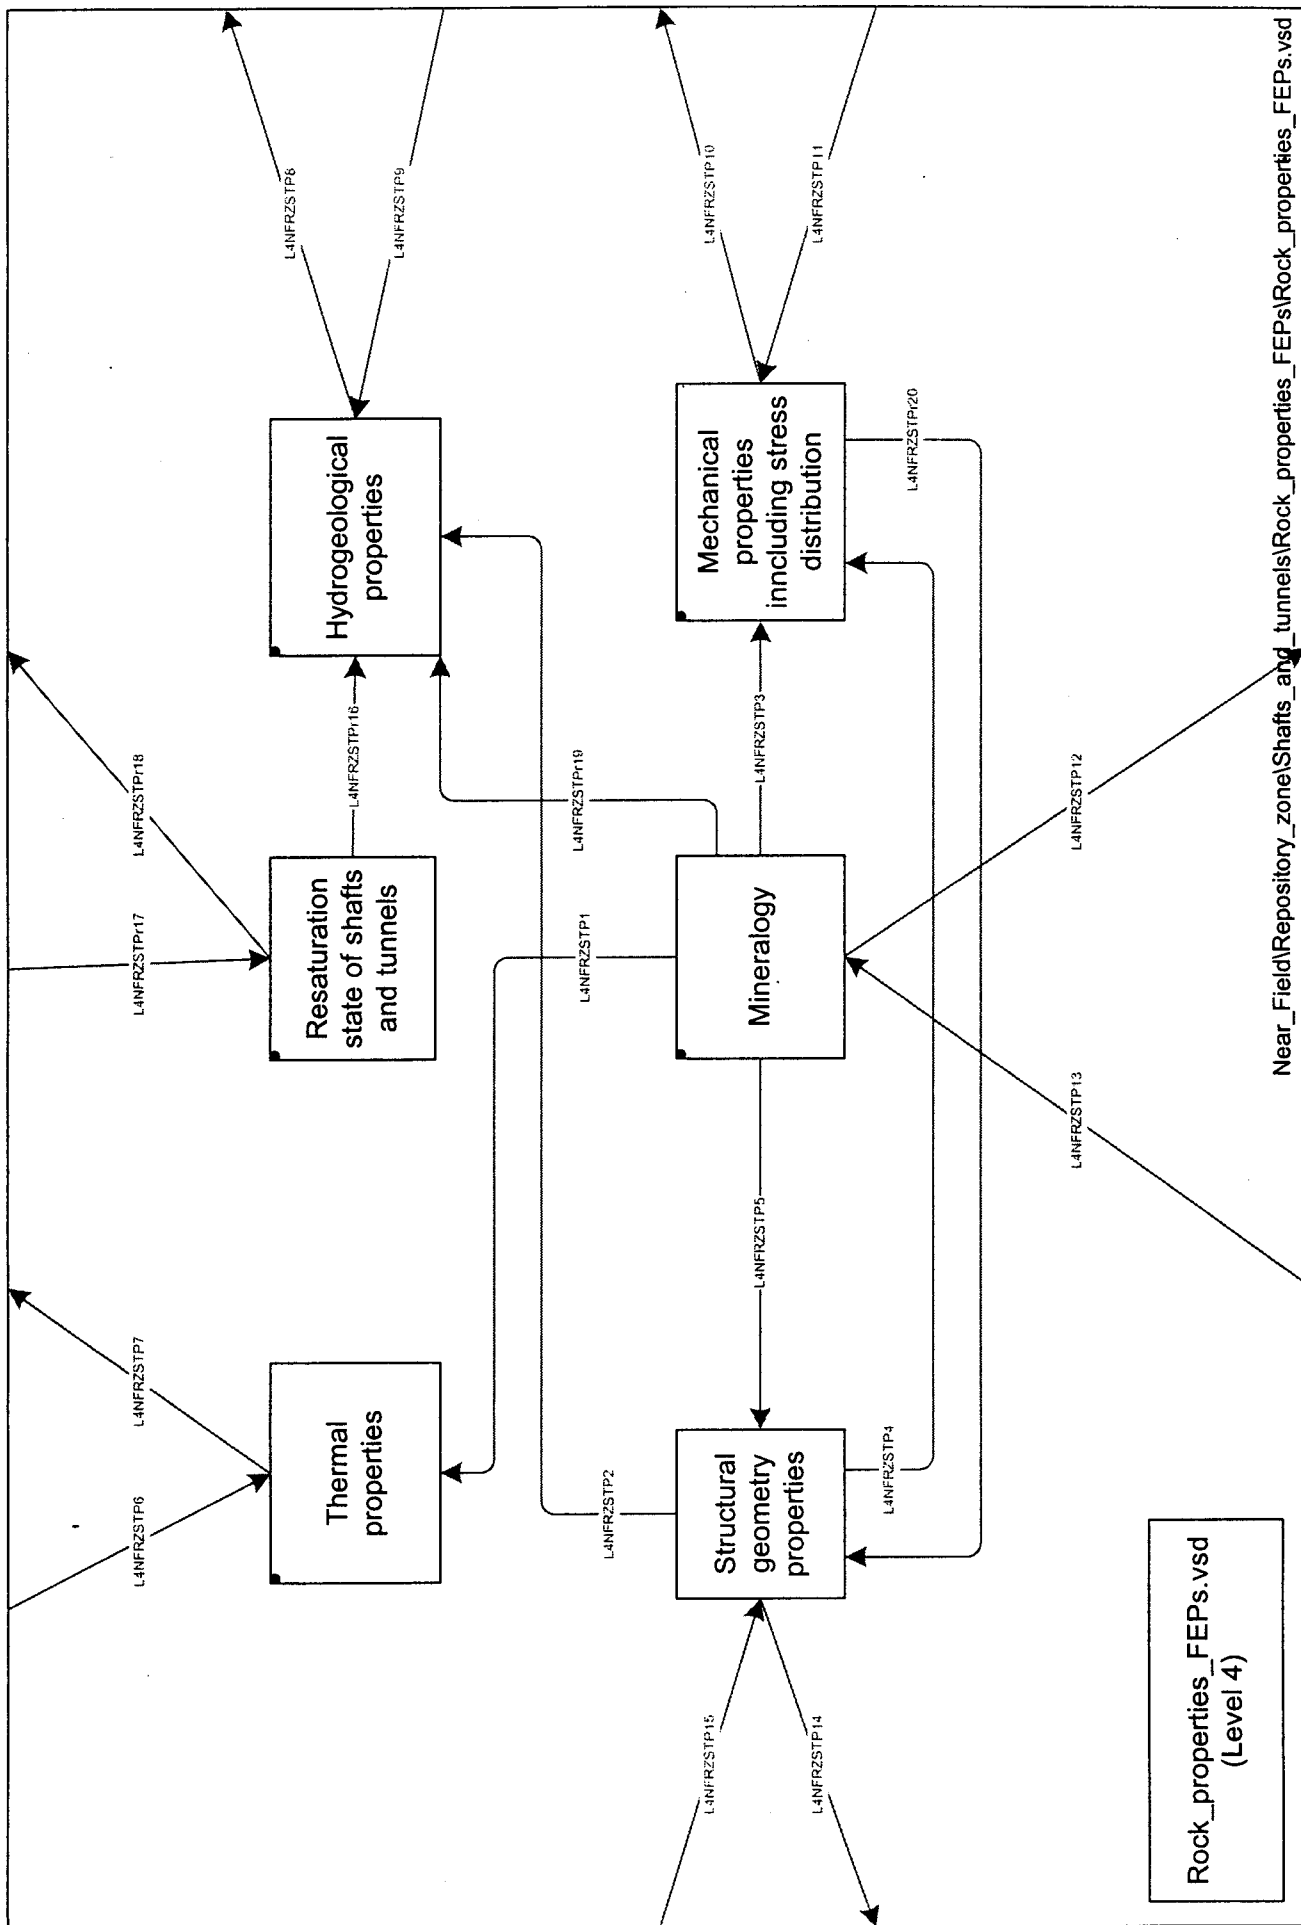 L4NFRZSTP6
L4NFRZSTP7
L4NFRZSTPr17
L4NFRZSTPr18
L4NFRZSTP8
L4NFRZSTP9
Thermal
properties
Resaturation
state of shafts
and tunnels
L4NFRZSTPr16
Hydrogeological
properties
L4NFRZSTP2
L4NFRZSTP1
L4NFRZSTPr19
L4NFRZSTP15
L4NFRZSTP14
Structural
geometry
properties
L4NFRZSTP5
Mineralogy
L4NFRZSTP3
Mechanical
properties
inncluding stress
distribution
L4NFRZSTP10
L4NFRZSTP11
L4NFRZSTP4
L4NFRZSTPr20
L4NFRZSTP13
L4NFRZSTP12
Rock_properties_FEPs.vsd
(Level 4)
Near_Field\Repository_zone\Shafts_and_tunnels\Rock_properties_FEPs\Rock_properties_FEPs.vsd